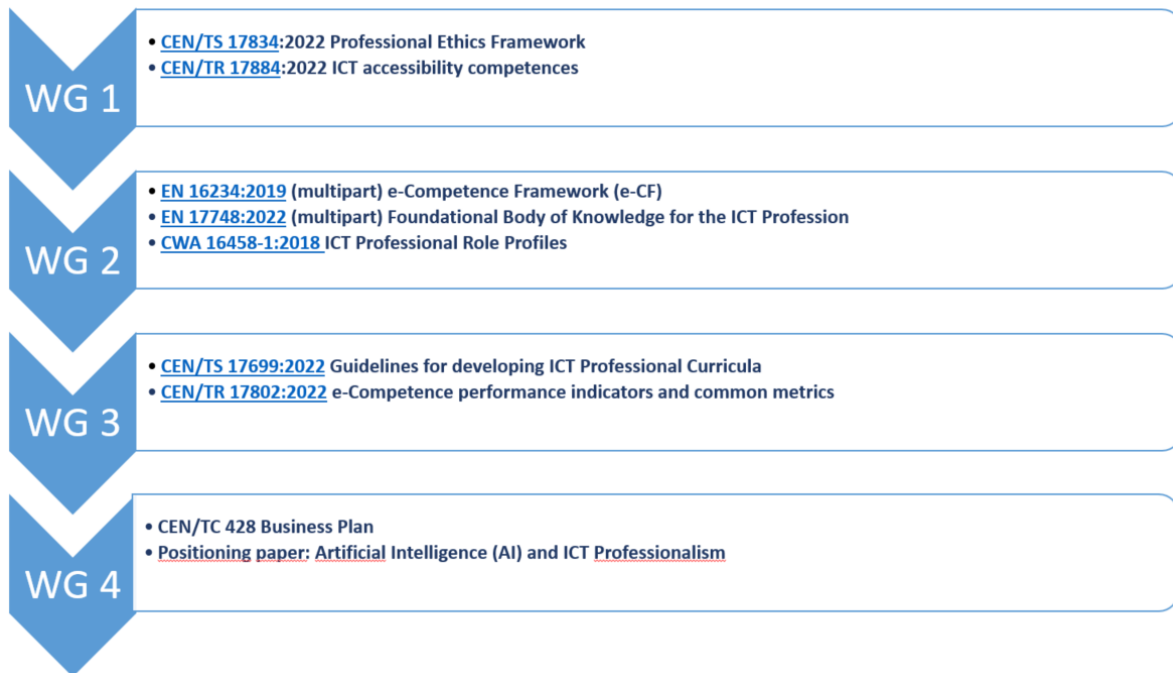 WG 1
• CEN/TS 17834:2022 Professional Ethics Framework
• CEN/TR 17884:2022 ICT accessibility competences
WG 2
• EN 16234:2019 (multipart) e-Competence Framework (e-CF)
• EN 17748:2022 (multipart) Foundational Body of Knowledge for the ICT Profession
• CWA 16458-1:2018 ICT Professional Role Profiles
WG 3
• CEN/TS 17699:2022 Guidelines for developing ICT Professional Curricula
• CEN/TR 17802:2022 e-Competence performance indicators and common metrics
WG 4
• CEN/TC 428 Business Plan
• Positioning paper: Artificial Intelligence (AI) and ICT Professionalism